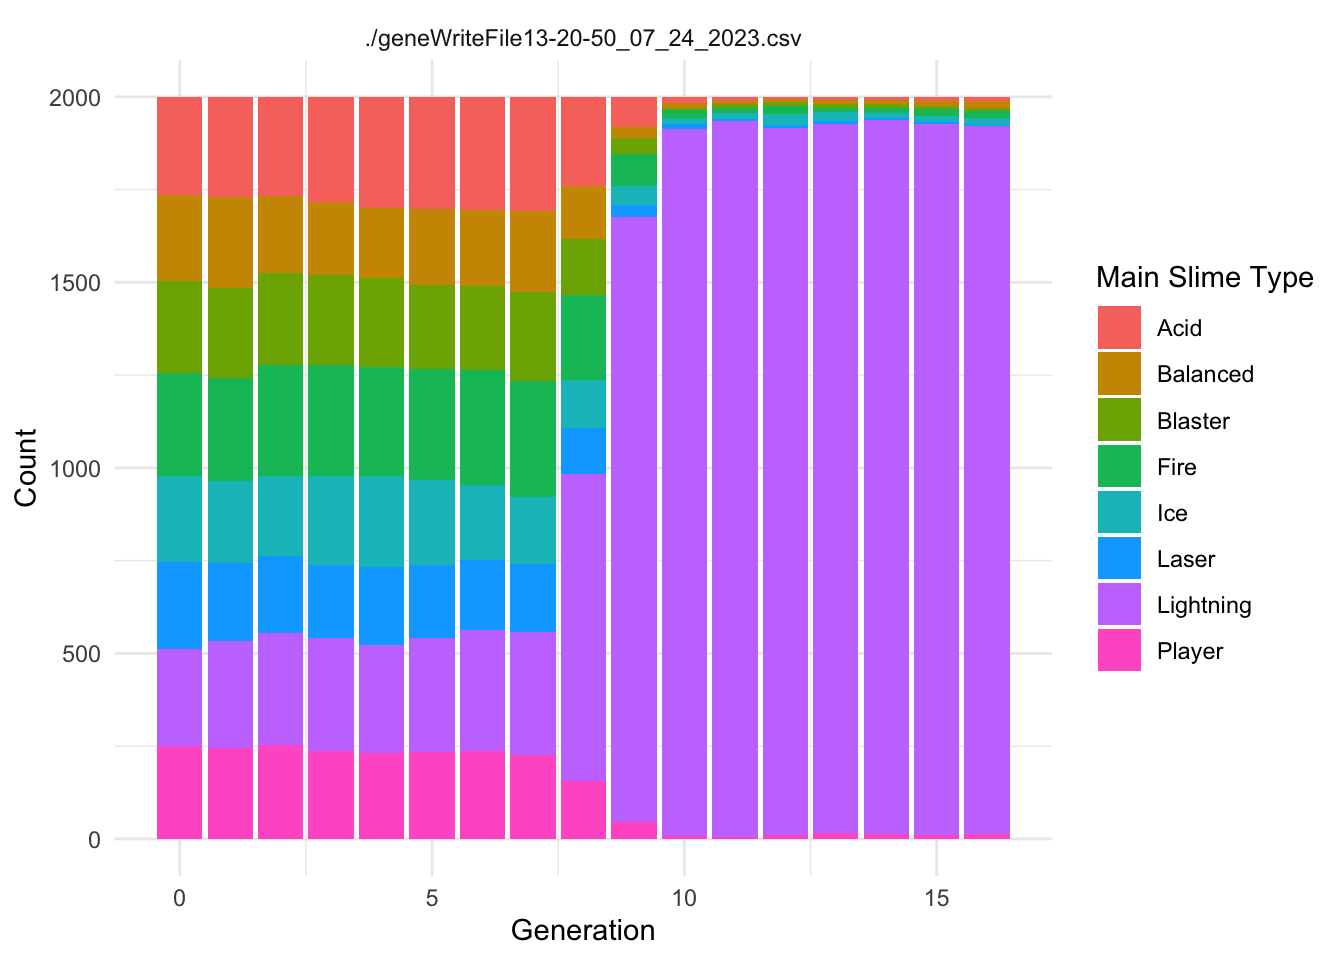 ./geneWriteFile13-20-50_07_24_2023.csv
2000
1500
1000
500
0
Count
0 5 10 15
Generation
Main Slime Type
Acid
Balanced
Blaster
Fire
Ice
Laser
Lightning
Player